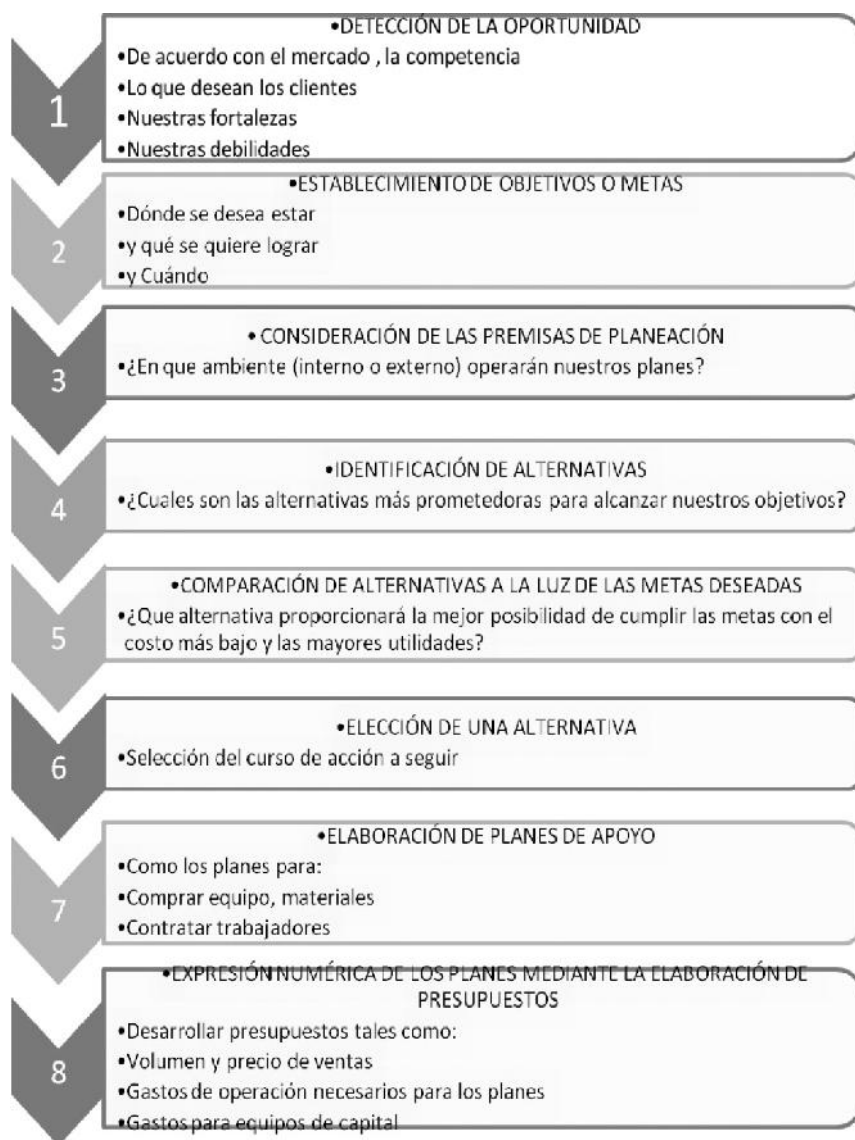 •DETECCIÓN DE LA OPORTUNIDAD
•De acuerdo con el mercado , la competencia
•Lo que desean los clientes
•Nuestras fortalezas
•Nuestras debilidades
1
•ESTABLECIMIENTO DE OBJETIVOS O METAS
•Dónde se desea estar
•y qué se quiere lograr
•y Cuándo
2
•CONSIDERACIÓN DE LAS PREMISAS DE PLANEACIÓN
•¿En que ambiente (interno o externo) operarán nuestros planes?
3
•IDENTIFICACIÓN DE ALTERNATIVAS
•¿Cuales son las alternativas más prometedoras para alcanzar nuestros objetivos?
4
•COMPARACIÓN DE ALTERNATIVAS A LA LUZ DE LAS METAS DESEADAS
•¿Que alternativa proporcionará la mejor posibilidad de cumplir las metas con el
costo más bajo y las mayores utilidades?
5
•ELECCIÓN DE UNA ALTERNATIVA
•Selección del curso de acción a seguir
6
•ELABORACIÓN DE PLANES DE APOYO
•Como los planes para:
•Comprar equipo, materiales
•Contratar trabajadores
7
•EXPRESIÓN NUMÉRICA DE LOS PLANES MEDIANTE LA ELABORACIÓN DE
PRESUPUESTOS
•Desarrollar presupuestos tales como:
•Volumen y precio de ventas
•Gastos de operación necesarios para los planes
•Gastos para equipos de capital
8